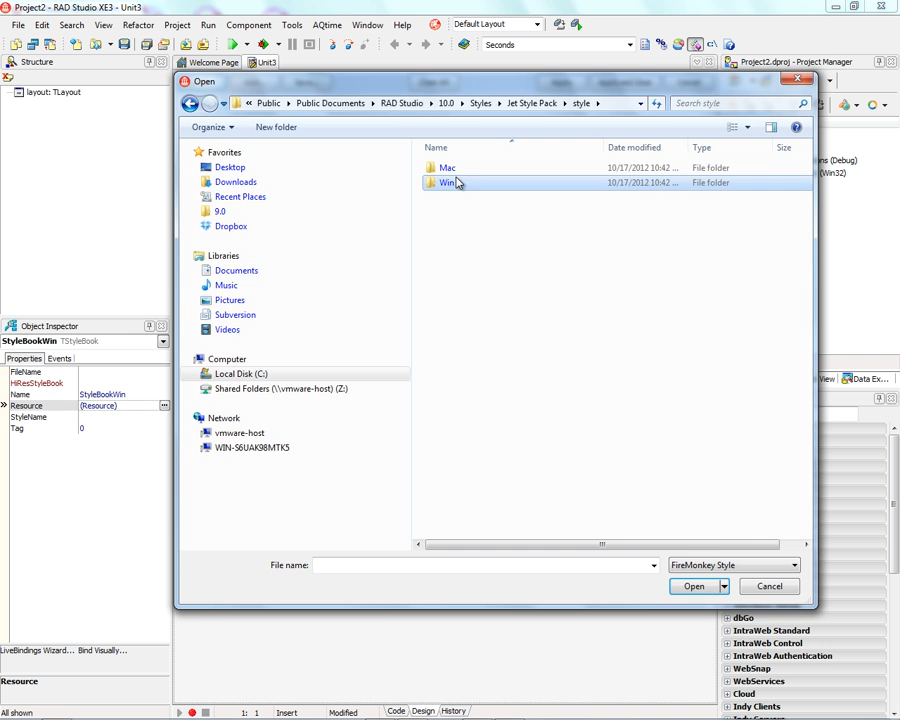 Project2 - RAD Studio XE3 - Unit3
File Edit Search View Refactor Project Run Component Tools AQtime Window Help Default Layout
Seconds
Structure
Welcome Page Unit3
Project2.dproj - Project Manager
layout: TLayout
Open
« Public Public Documents RAD Studio 10.0 Styles Jet Style Pack style Search style
Organize New folder
Name Date modified Type Size
Favorites
Desktop
Downloads
Recent Places
9.0
Dropbox
Libraries
Documents
Music
Pictures
Subversion
Videos
Computer
Local Disk (C:)
Shared Folders (\\vmware-host) (Z:)
Network
vmware-host
WIN-S6UAK98MTK5
Mac 10/17/2012 10:42 ... File folder
Win 10/17/2012 10:42 ... File folder
File name: FireMonkey Style
Open Cancel
ons (Debug)
(Win32)
Object Inspector
StyleBookWin TStyleBook
Properties Events
FileName
HiResStyleBook
Name StyleBookWin
Resource (Resource)
StyleName
Tag 0
LiveBindings Wizard... Bind Visually...
Resource
All shown
View Data Ex...
dbGo
IntraWeb Standard
IntraWeb Control
IntraWeb Authentication
WebSnap
WebServices
Cloud
Indy Clients
1: 1 Insert Modified Code Design History